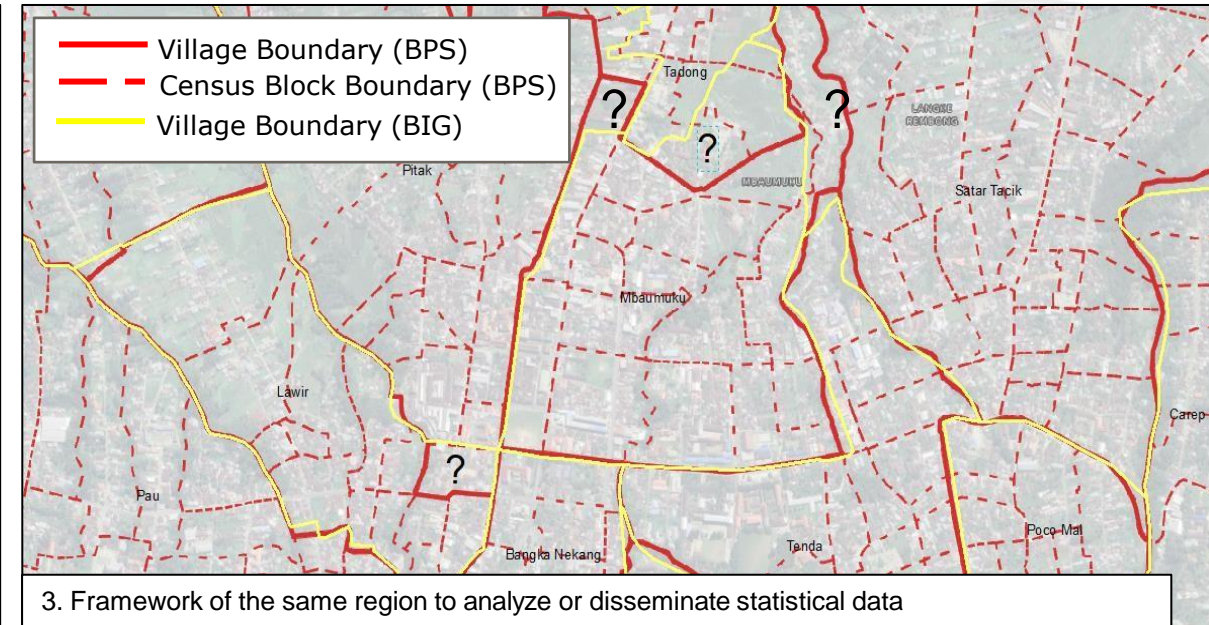 Village Boundary (BPS)
Census Block Boundary (BPS)
Village Boundary (BIG)
Tadong
?
?
LANGKE
REMBONG
?
Pitak
MBAUMUKU
Satar Tacik
Mbaumuku
Lawir
Carep
?
Pau
Bangka Nekang
Tenda
Poco Mal
3. Framework of the same region to analyze or disseminate statistical data